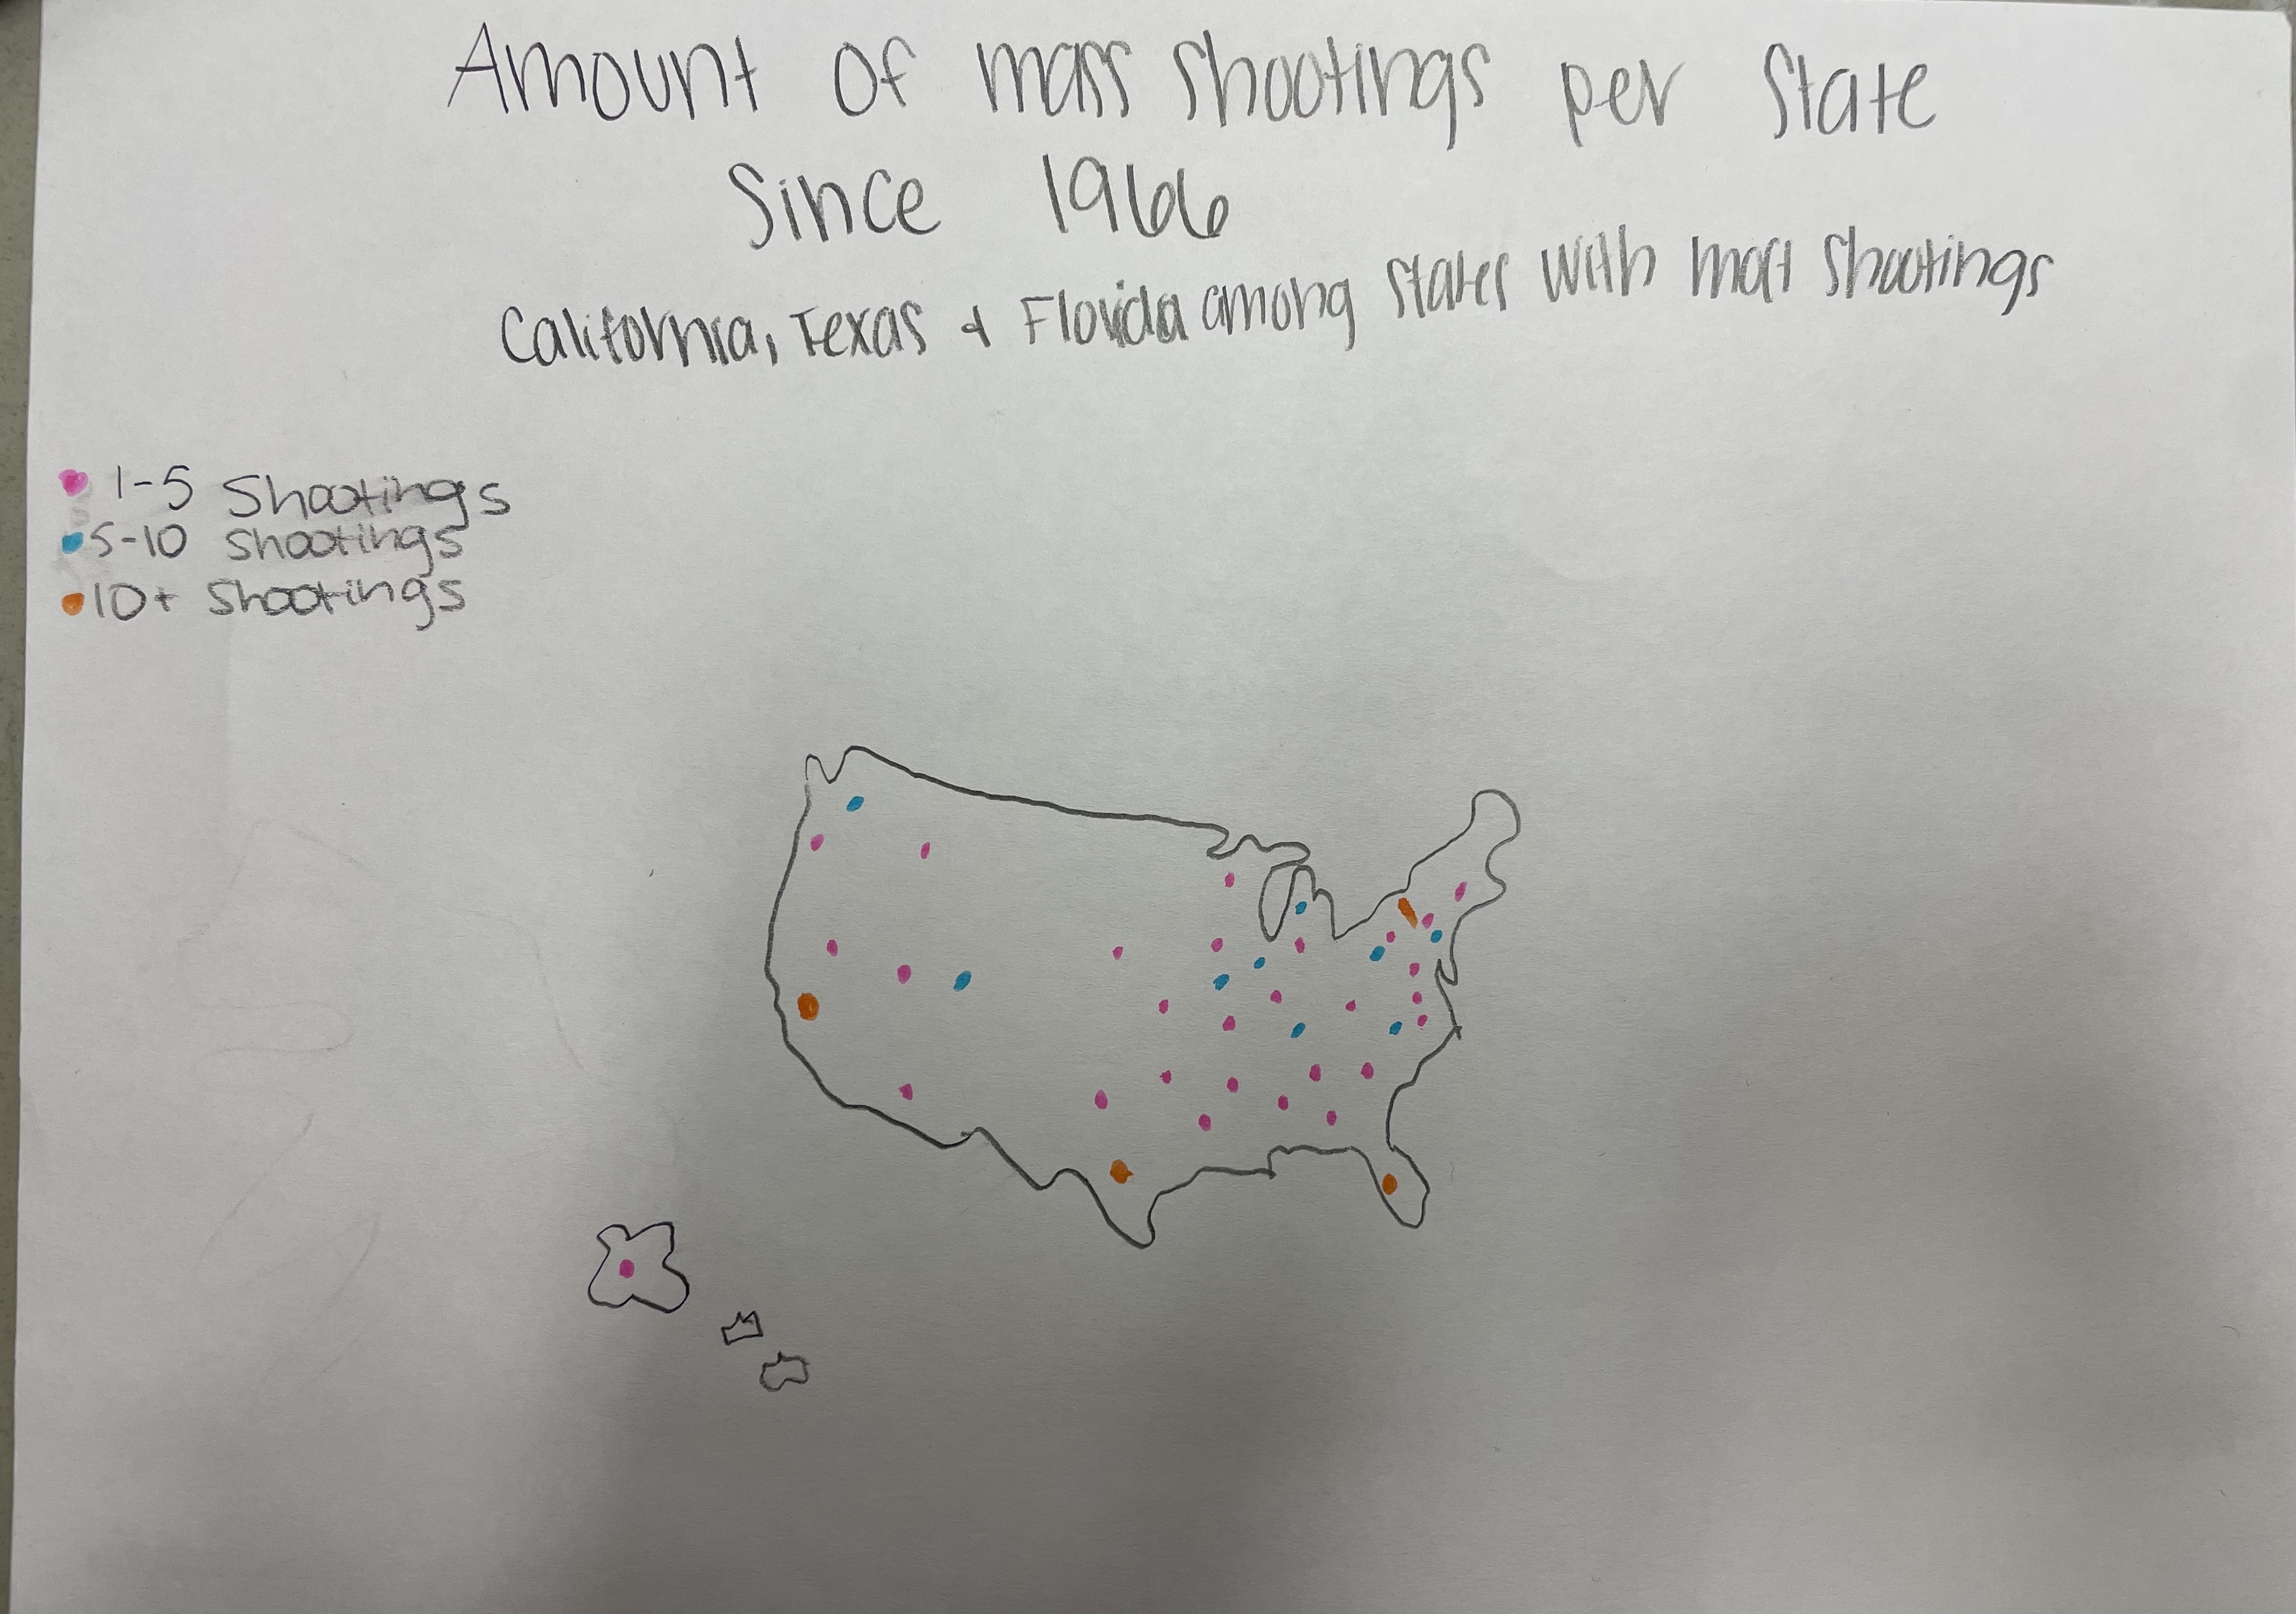 Amount of mass shootings per state
Since 1966
California, Texas & Florida among states with most shootings
1-5 Shootings
5-10 shootings
10+ Shootings